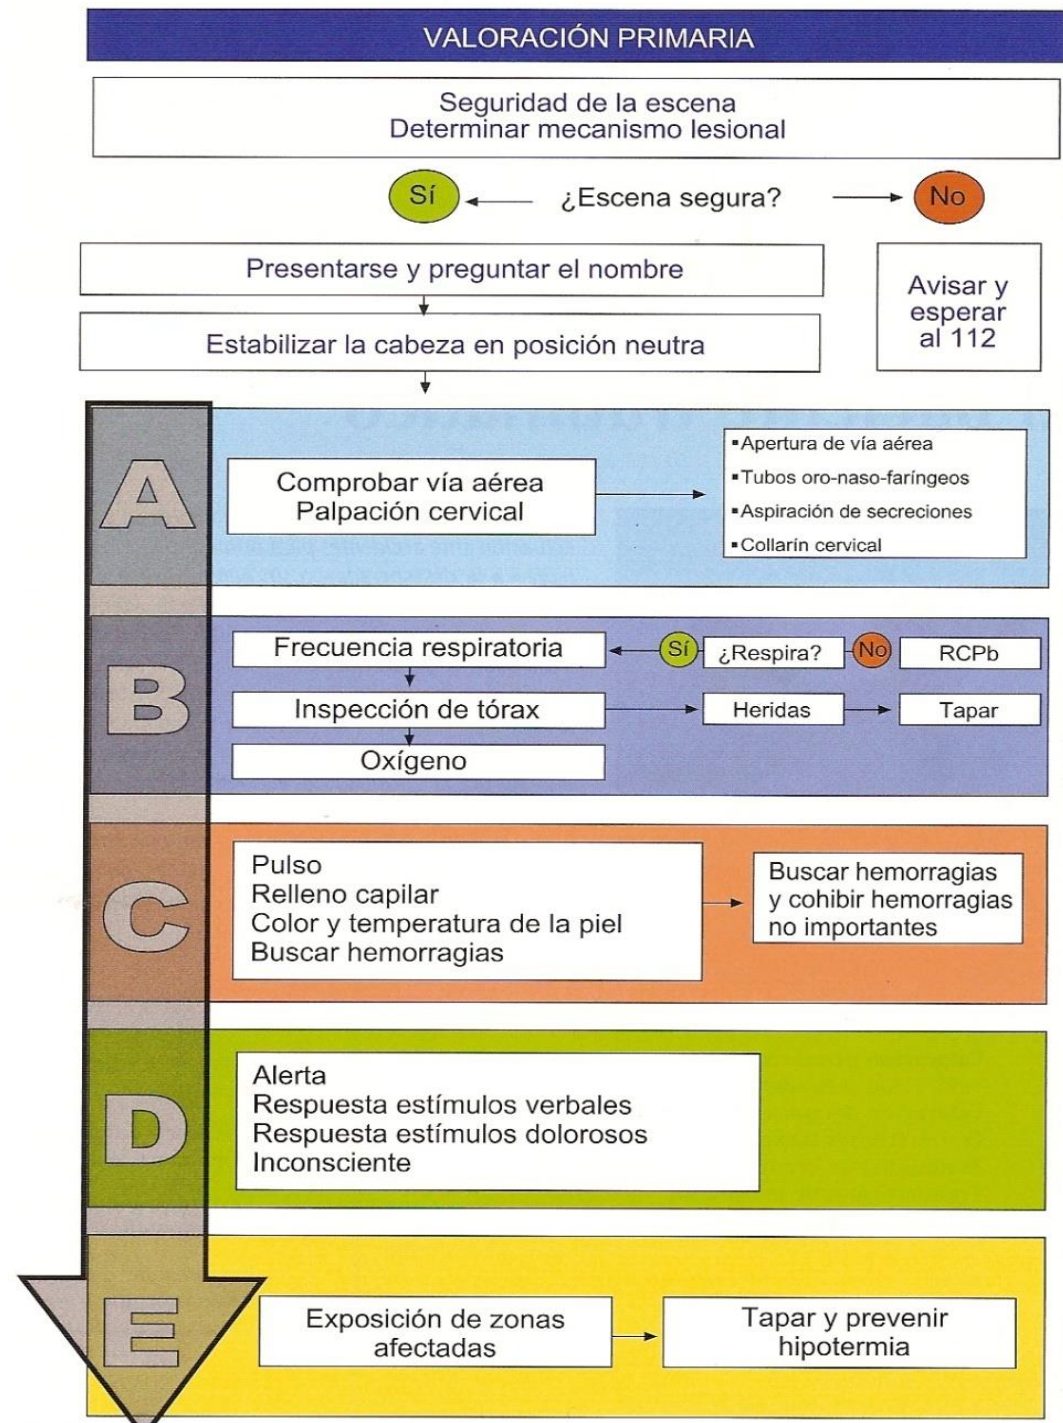 VALORACIÓN PRIMARIA
Seguridad de la escena
Determinar mecanismo lesional
Sí
¿Escena segura?
No
Presentarse y preguntar el nombre
Avisar y
esperar
al 112
Estabilizar la cabeza en posición neutra
A
Comprobar vía aérea
Palpación cervical
▪Apertura de vía aérea
▪Tubos oro-naso-faríngeos
▪Aspiración de secreciones
▪Collarín cervical
B
Frecuencia respiratoria
Sí
¿Respira?
No
RCPb
Inspección de tórax
Heridas
Tapar
Oxígeno
C
Pulso
Relleno capilar
Color y temperatura de la piel
Buscar hemorragias
Buscar hemorragias
y cohibir hemorragias
no importantes
D
Alerta
Respuesta estímulos verbales
Respuesta estímulos dolorosos
Inconsciente
E
Exposición de zonas
afectadas
Tapar y prevenir
hipotermia